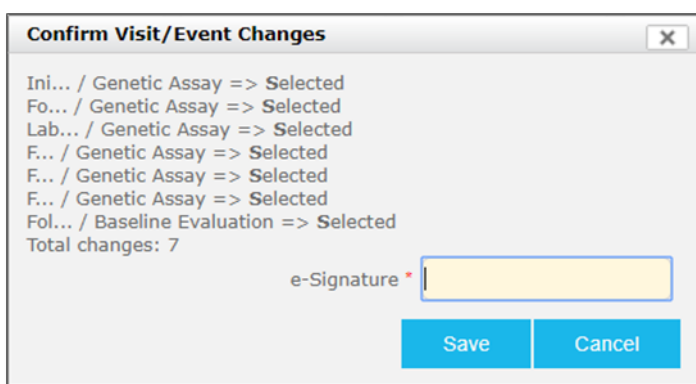 Confirm Visit/Event Changes
Ini... / Genetic Assay => Selected
Fo... / Genetic Assay => Selected
Lab... / Genetic Assay => Selected
F... / Genetic Assay => Selected
F... / Genetic Assay => Selected
F... / Genetic Assay => Selected
Fol... / Baseline Evaluation => Selected
Total changes: 7
e-Signature *
Save Cancel